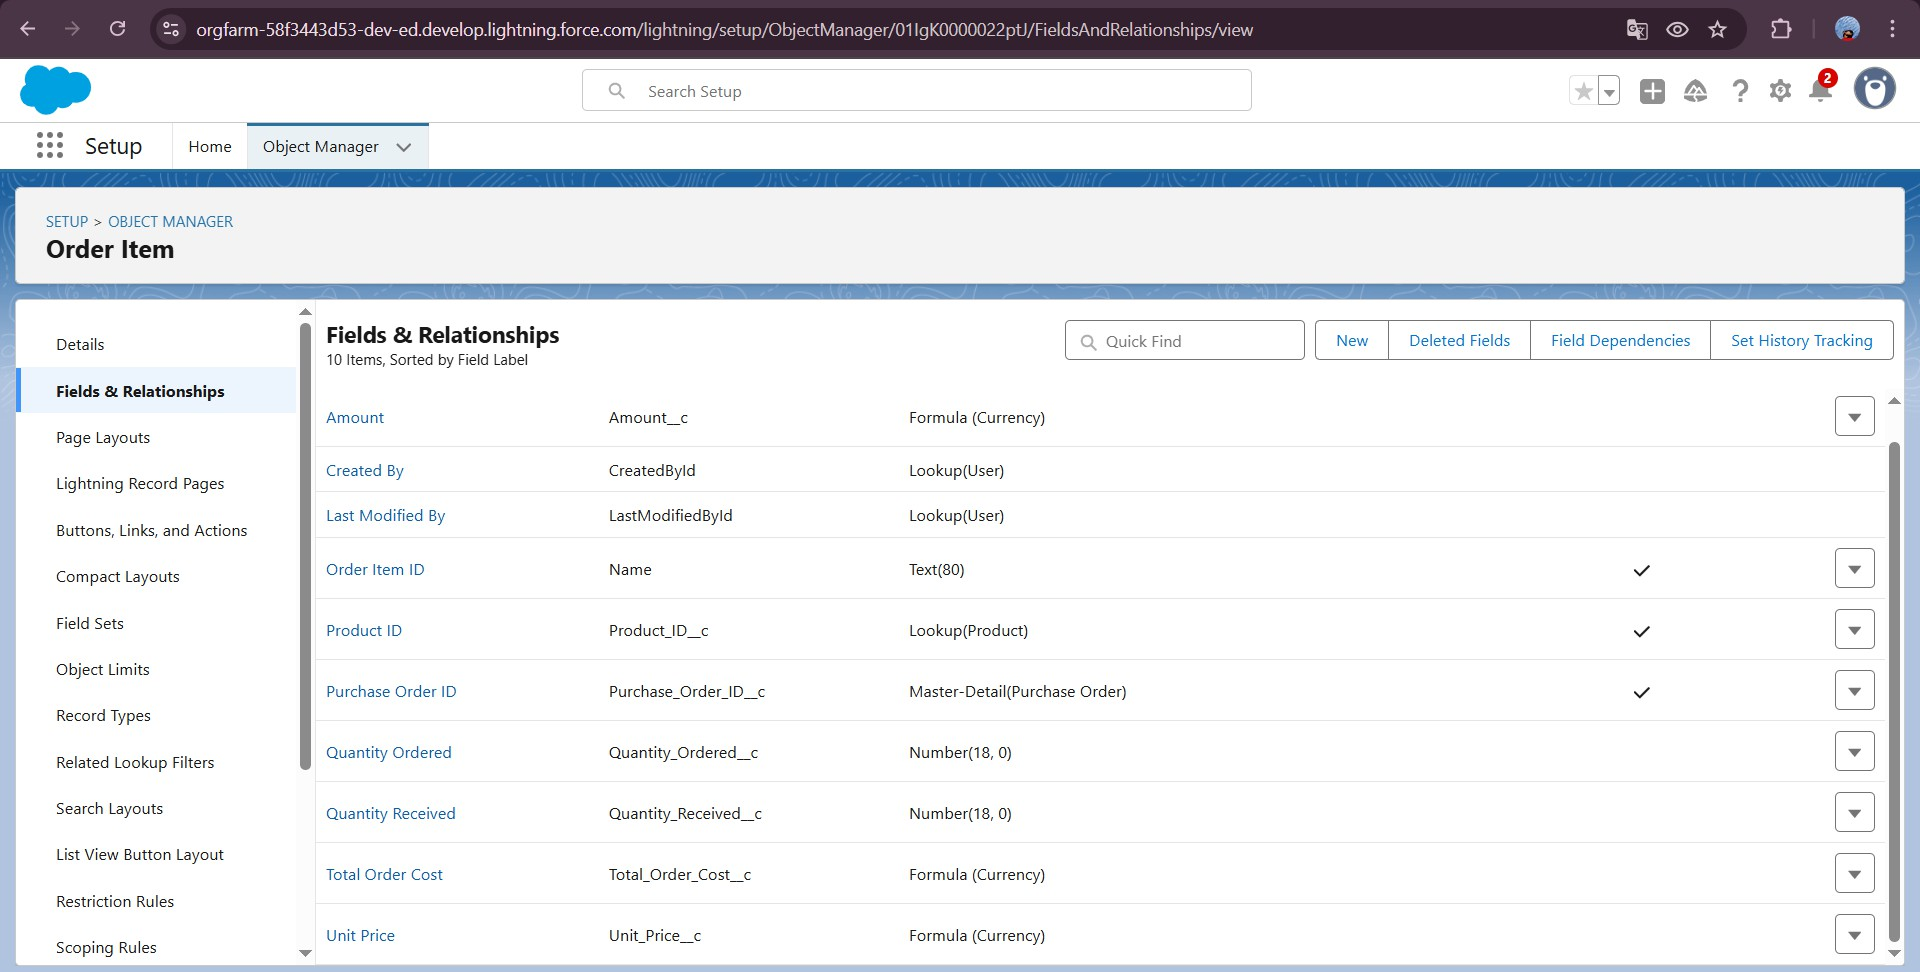 orgfarm-58f3443d53-dev-ed.develop.lightning.force.com/lightning/setup/ObjectManager/01IgK0000022ptJ/FieldsAndRelationships/view
Search Setup
2
Setup
Home
Object Manager
SETUP > OBJECT MANAGER
Order Item
Details
Fields & Relationships
Page Layouts
Lightning Record Pages
Buttons, Links, and Actions
Compact Layouts
Field Sets
Object Limits
Record Types
Related Lookup Filters
Search Layouts
List View Button Layout
Restriction Rules
Scoping Rules
Fields & Relationships
10 Items, Sorted by Field Label
Quick Find
New
Deleted Fields
Field Dependencies
Set History Tracking
Amount Amount__c Formula (Currency)
Created By CreatedById Lookup(User)
Last Modified By LastModifiedById Lookup(User)
Order Item ID Name Text(80)
Product ID Product_ID__c Lookup(Product)
Purchase Order ID Purchase_Order_ID__c Master-Detail(Purchase Order)
Quantity Ordered Quantity_Ordered__c Number(18, 0)
Quantity Received Quantity_Received__c Number(18, 0)
Total Order Cost Total_Order_Cost__c Formula (Currency)
Unit Price Unit_Price__c Formula (Currency)